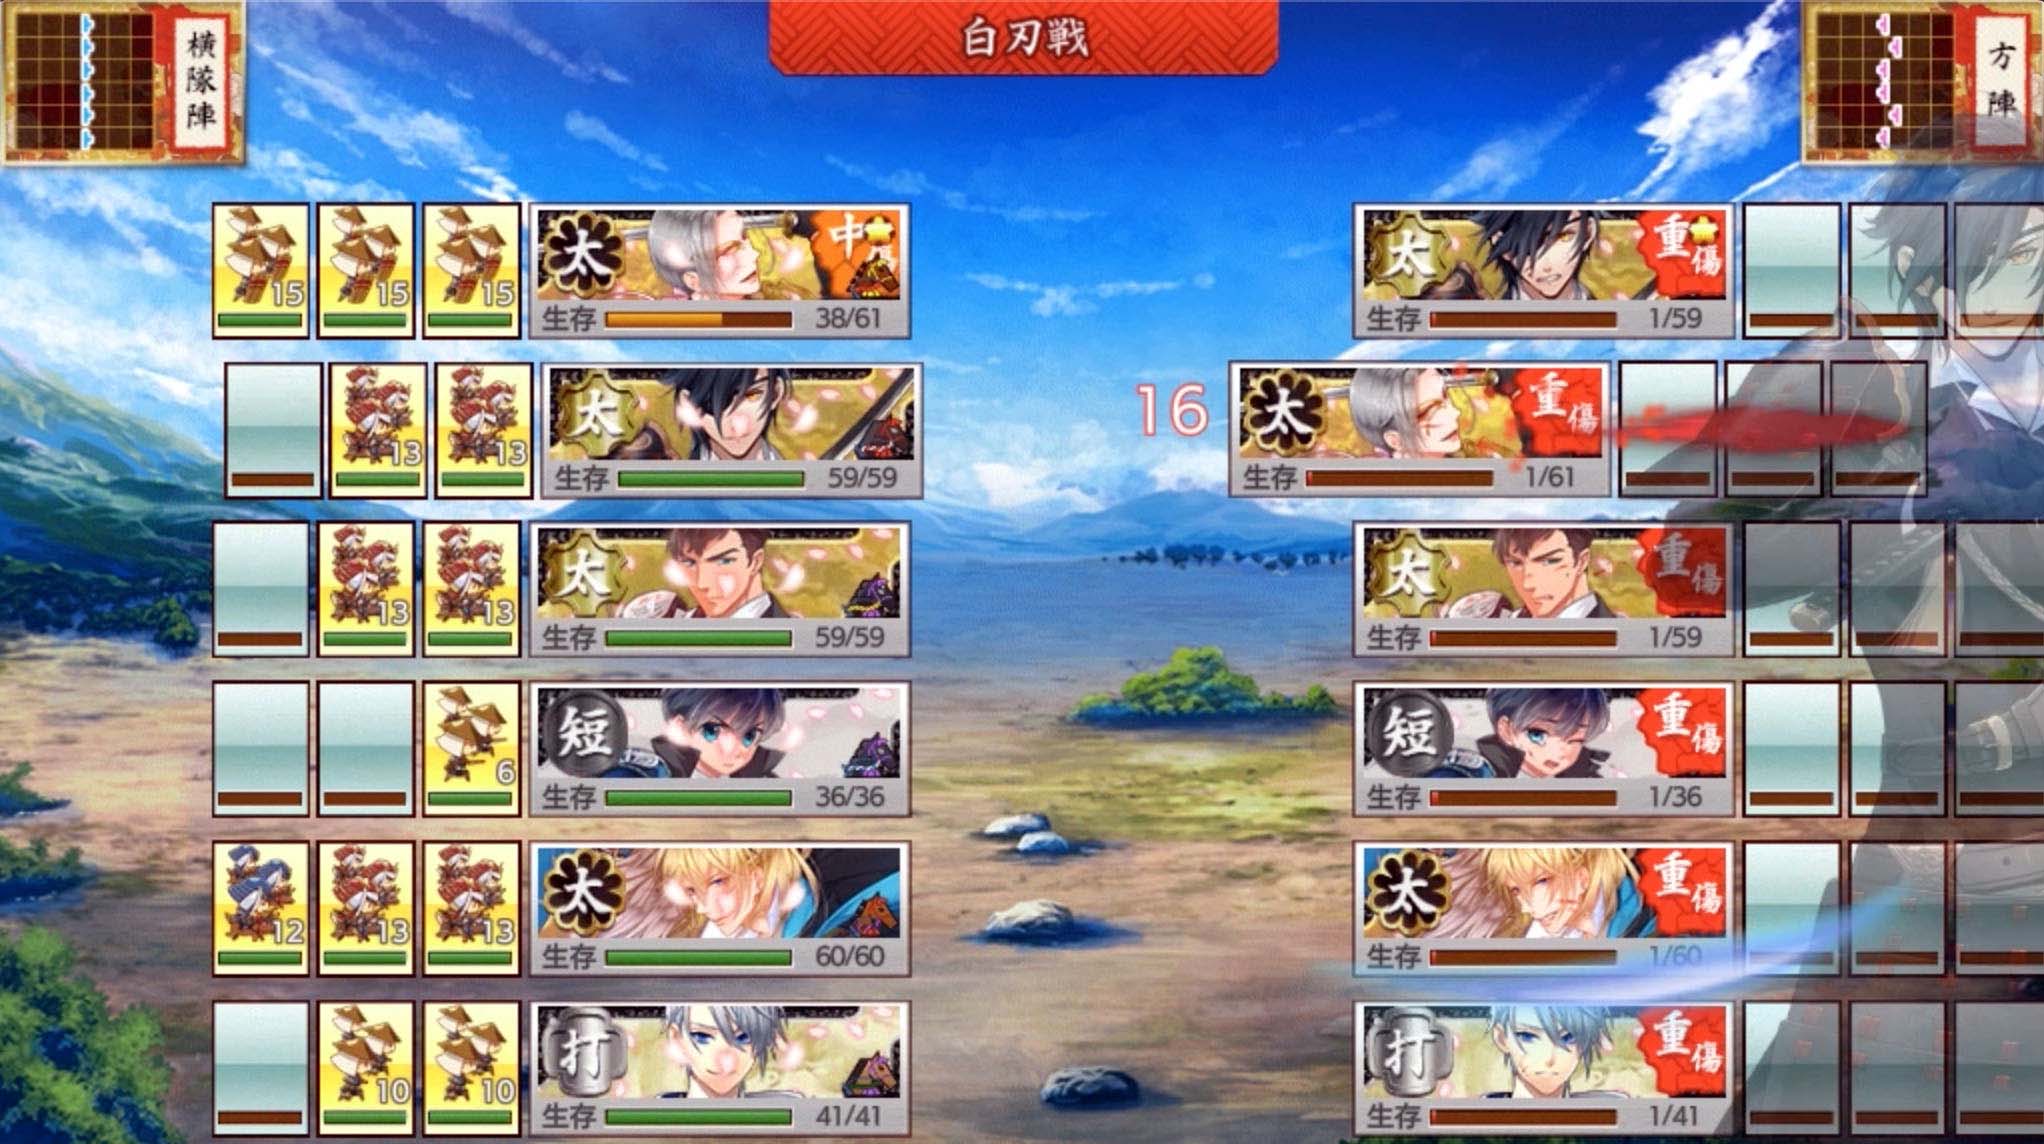 横隊陣
白刃戦
方陣
15 15 15 太 中 生存 38/61
太 重傷 生存 1/59
13 13 太 生存 59/59
16 太 重傷 生存 1/61
13 13 太 生存 59/59
太 重傷 生存 1/59
6 短 生存 36/36
短 重傷 生存 1/36
12 13 13 太 生存 60/60
太 重傷 生存 1/60
10 10 打 生存 41/41
打 重傷 生存 1/41